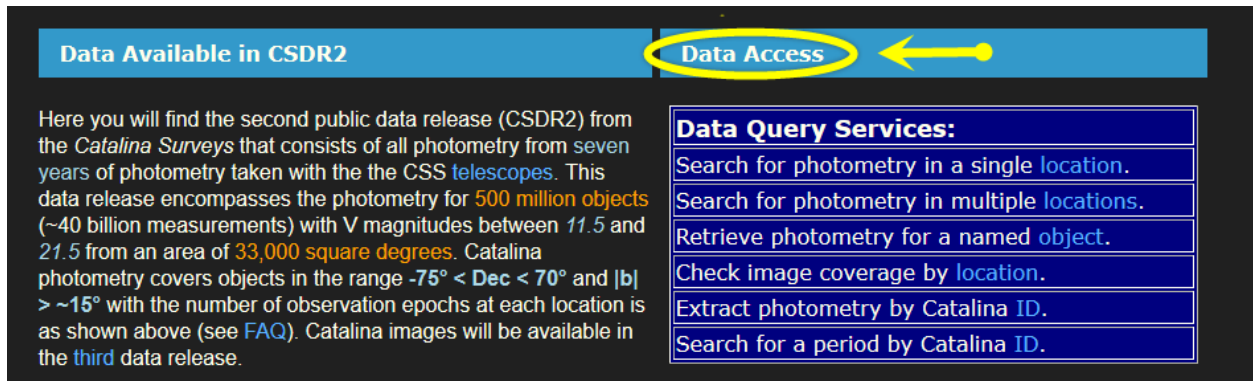 Data Available in CSDR2
Data Access
Here you will find the second public data release (CSDR2) from
the Catalina Surveys that consists of all photometry from seven
years of photometry taken with the the CSS telescopes. This
data release encompasses the photometry for 500 million objects
(~40 billion measurements) with V magnitudes between 11.5 and
21.5 from an area of 33,000 square degrees. Catalina
photometry covers objects in the range -75° < Dec < 70° and |b|
> ~15° with the number of observation epochs at each location is
as shown above (see FAQ). Catalina images will be available in
the third data release.
Data Query Services:
Search for photometry in a single location.
Search for photometry in multiple locations.
Retrieve photometry for a named object.
Check image coverage by location.
Extract photometry by Catalina ID.
Search for a period by Catalina ID.